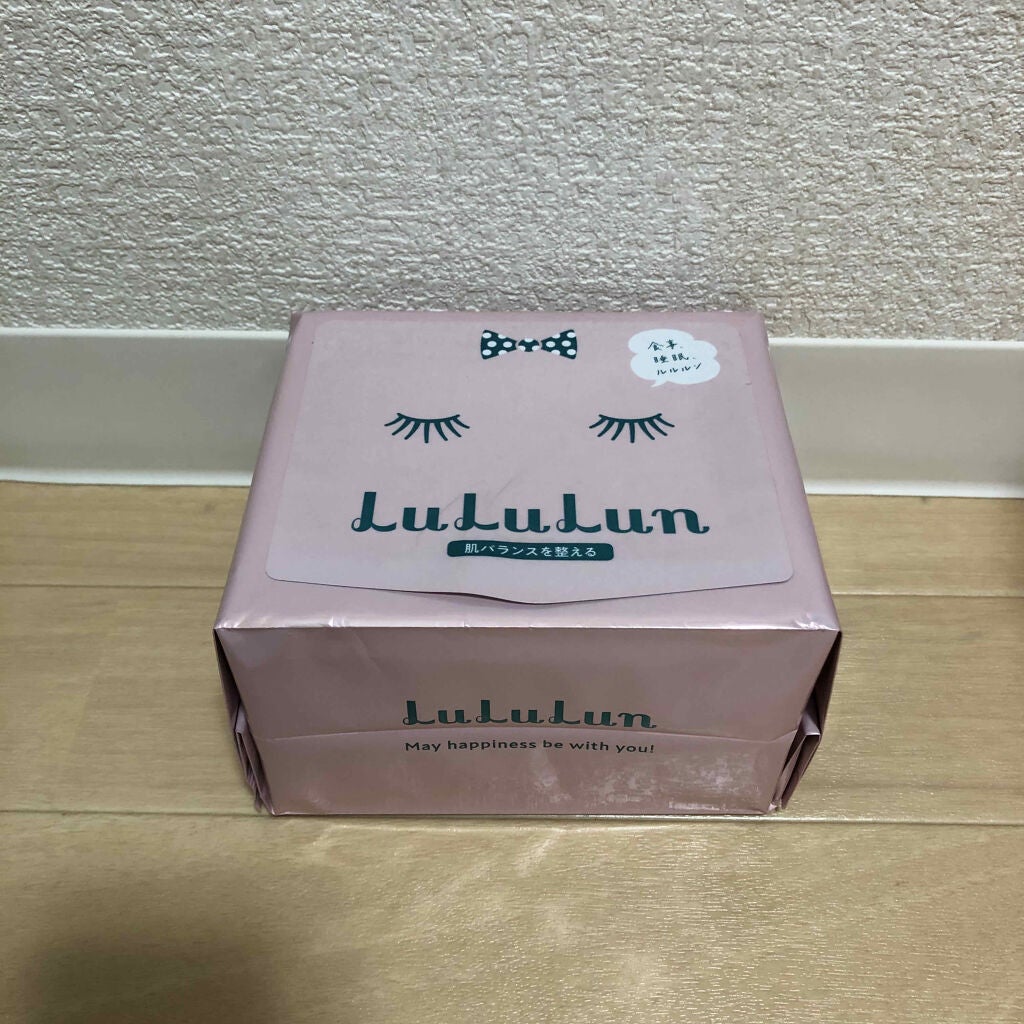 食事、
睡眠、
ルルルン
LuLuLun
肌バランスを整える
LuLuLun
May happiness be with you!